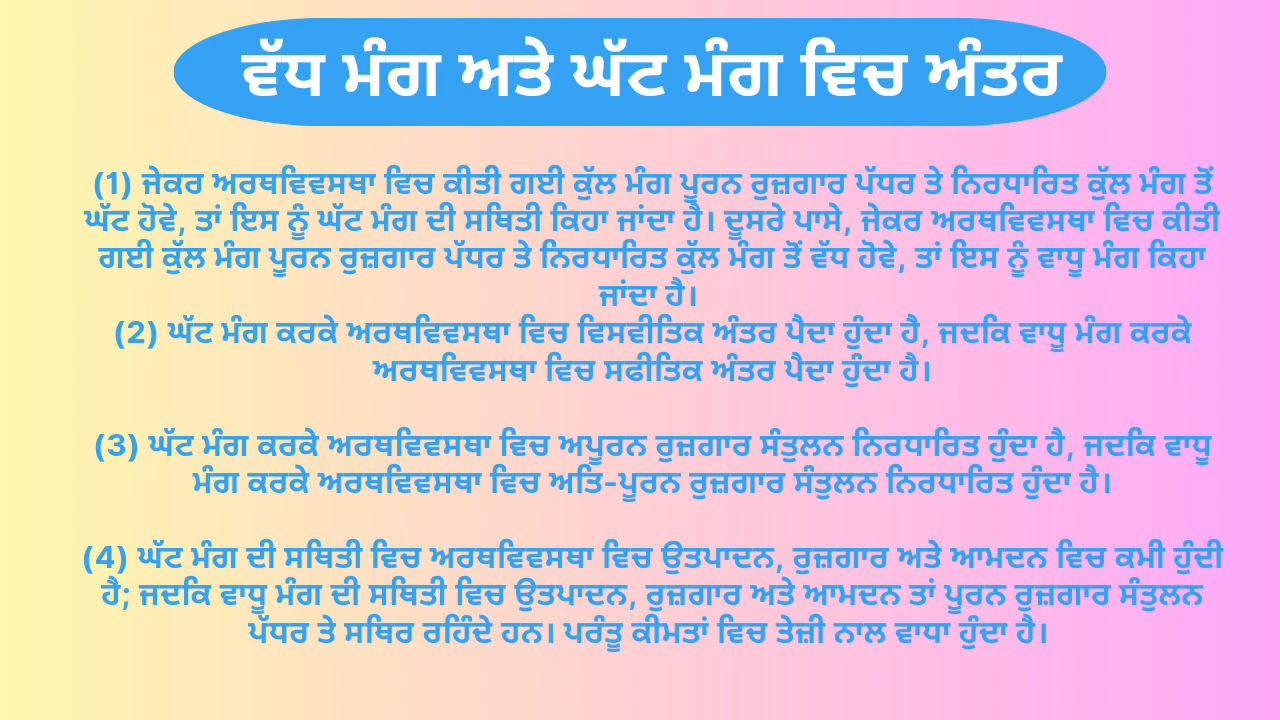 ਵੱਧ ਮੰਗ ਅਤੇ ਘੱਟ ਮੰਗ ਵਿਚ ਅੰਤਰ
(1) ਜੇਕਰ ਅਰਥਵਿਵਸਥਾ ਵਿਚ ਕੀਤੀ ਗਈ ਕੁੱਲ ਮੰਗ ਪੂਰਨ ਰੁਜ਼ਗਾਰ ਪੱਧਰ ਤੇ ਨਿਰਧਾਰਿਤ ਕੁੱਲ ਮੰਗ ਤੋਂ
ਘੱਟ ਹੋਵੇ, ਤਾਂ ਇਸ ਨੂੰ ਘੱਟ ਮੰਗ ਦੀ ਸਥਿਤੀ ਕਿਹਾ ਜਾਂਦਾ ਹੈ। ਦੂਸਰੇ ਪਾਸੇ, ਜੇਕਰ ਅਰਥਵਿਵਸਥਾ ਵਿਚ ਕੀਤੀ
ਗਈ ਕੁੱਲ ਮੰਗ ਪੂਰਨ ਰੁਜ਼ਗਾਰ ਪੱਧਰ ਤੇ ਨਿਰਧਾਰਿਤ ਕੁੱਲ ਮੰਗ ਤੋਂ ਵੱਧ ਹੋਵੇ, ਤਾਂ ਇਸ ਨੂੰ ਵਾਧੂ ਮੰਗ ਕਿਹਾ
ਜਾਂਦਾ ਹੈ।
(2) ਘੱਟ ਮੰਗ ਕਰਕੇ ਅਰਥਵਿਵਸਥਾ ਵਿਚ ਵਿਸਵੀਤਿਕ ਅੰਤਰ ਪੈਦਾ ਹੁੰਦਾ ਹੈ, ਜਦਕਿ ਵਾਧੂ ਮੰਗ ਕਰਕੇ
ਅਰਥਵਿਵਸਥਾ ਵਿਚ ਸਫੀਤਿਕ ਅੰਤਰ ਪੈਦਾ ਹੁੰਦਾ ਹੈ।
(3) ਘੱਟ ਮੰਗ ਕਰਕੇ ਅਰਥਵਿਵਸਥਾ ਵਿਚ ਅਪੂਰਨ ਰੁਜ਼ਗਾਰ ਸੰਤੁਲਨ ਨਿਰਧਾਰਿਤ ਹੁੰਦਾ ਹੈ, ਜਦਕਿ ਵਾਧੂ
ਮੰਗ ਕਰਕੇ ਅਰਥਵਿਵਸਥਾ ਵਿਚ ਅਤਿ-ਪੂਰਨ ਰੁਜ਼ਗਾਰ ਸੰਤੁਲਨ ਨਿਰਧਾਰਿਤ ਹੁੰਦਾ ਹੈ।
(4) ਘੱਟ ਮੰਗ ਦੀ ਸਥਿਤੀ ਵਿਚ ਅਰਥਵਿਵਸਥਾ ਵਿਚ ਉਤਪਾਦਨ, ਰੁਜ਼ਗਾਰ ਅਤੇ ਆਮਦਨ ਵਿਚ ਕਮੀ ਹੁੰਦੀ
ਹੈ; ਜਦਕਿ ਵਾਧੂ ਮੰਗ ਦੀ ਸਥਿਤੀ ਵਿਚ ਉਤਪਾਦਨ, ਰੁਜ਼ਗਾਰ ਅਤੇ ਆਮਦਨ ਤਾਂ ਪੂਰਨ ਰੁਜ਼ਗਾਰ ਸੰਤੁਲਨ
ਪੱਧਰ ਤੇ ਸਥਿਰ ਰਹਿੰਦੇ ਹਨ। ਪਰੰਤੂ ਕੀਮਤਾਂ ਵਿਚ ਤੇਜ਼ੀ ਨਾਲ ਵਾਧਾ ਹੁੰਦਾ ਹੈ।